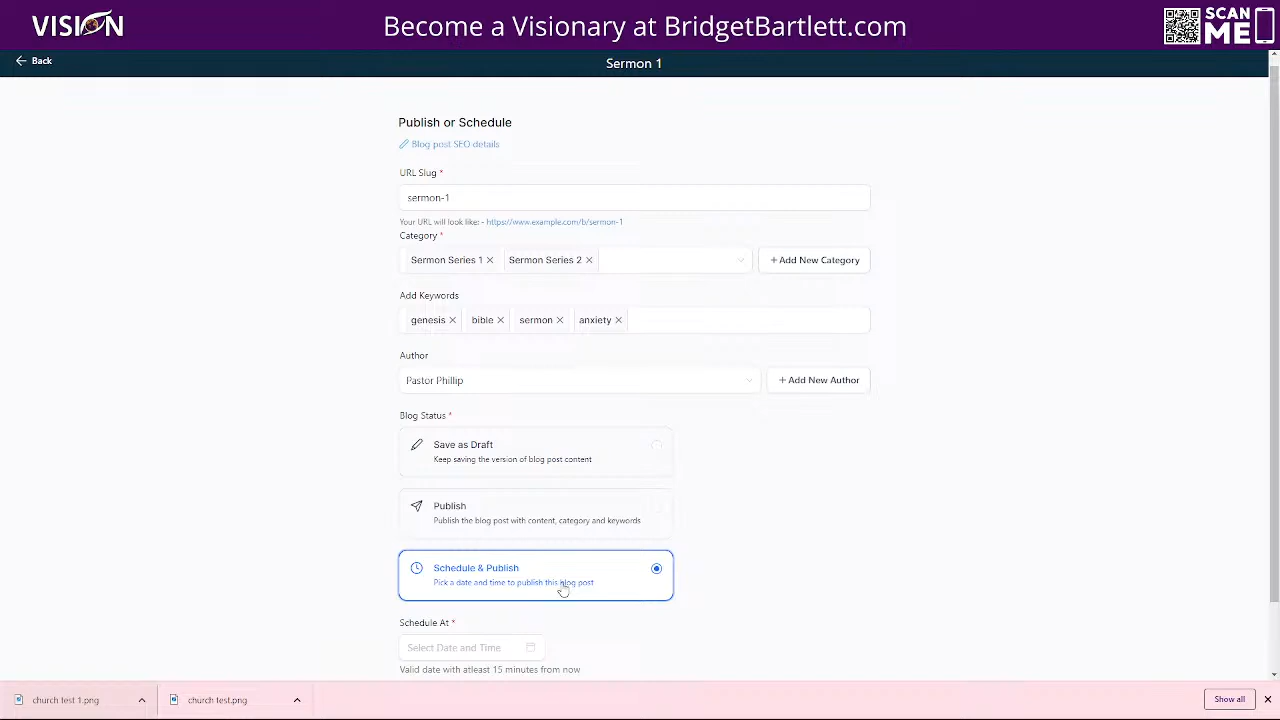 VISION
Become a Visionary at BridgetBartlett.com
SCAN
ME
Back
Sermon 1
Publish or Schedule
Blog post SEO details
URL Slug *
sermon-1
Your URL will look like: - https://www.example.com/b/sermon-1
Category *
Sermon Series 1 Sermon Series 2 +Add New Category
Add Keywords
genesis bible sermon anxiety
Author
Pastor Phillip +Add New Author
Blog Status *
Save as Draft
Keep saving the version of blog post content
Publish
Publish the blog post with content, category and keywords
Schedule & Publish
Pick a date and time to publish this blog post
Schedule At *
Select Date and Time
Valid date with atleast 15 minutes from now
church test 1.png church test.png Show all